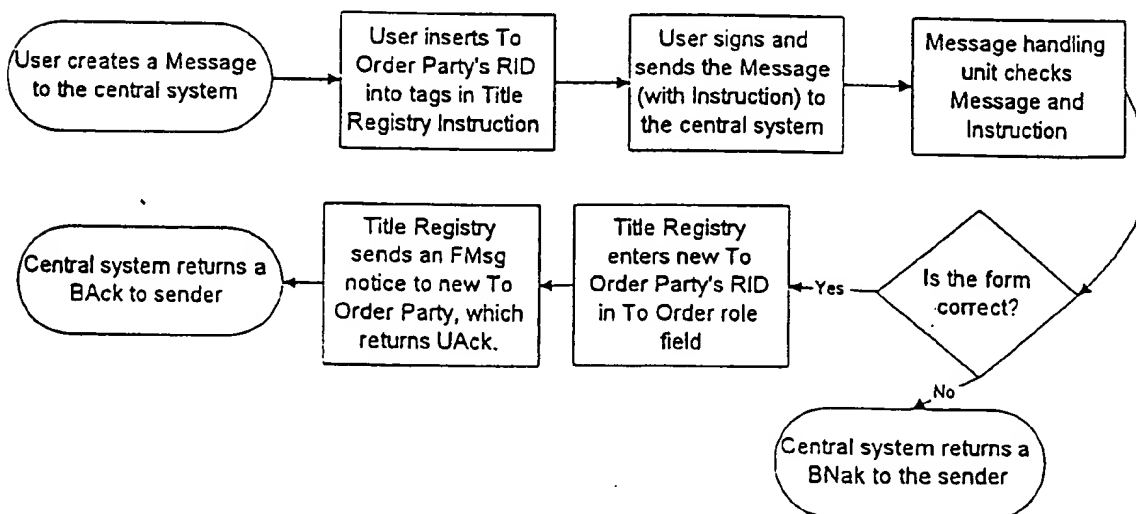 User creates a Message
to the central system
User inserts To
Order Party's RID
into tags in Title
Registry Instruction
User signs and
sends the Message
(with Instruction) to
the central system
Message handling
unit checks
Message and
Instruction
Is the form
correct?
Yes
Title Registry
enters new To
Order Party's RID
in To Order role
field
Title Registry
sends an FMsg
notice to new To
Order Party, which
returns UAck.
Central system returns a
BAck to sender
No
Central system returns a
BNak to the sender